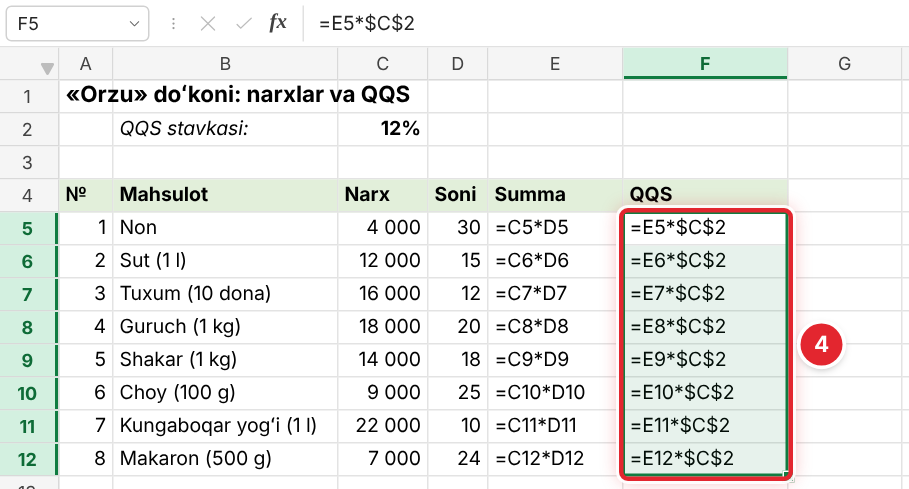 F5 fx =E5*$C$2
A B C D E F G
1 «Orzu» doʻkoni: narxlar va QQS
2 QQS stavkasi: 12%
3
4 № Mahsulot Narx Soni Summa QQS
5 1 Non 4 000 30 =C5*D5 =E5*$C$2
6 2 Sut (1 l) 12 000 15 =C6*D6 =E6*$C$2
7 3 Tuxum (10 dona) 16 000 12 =C7*D7 =E7*$C$2
8 4 Guruch (1 kg) 18 000 20 =C8*D8 =E8*$C$2
9 5 Shakar (1 kg) 14 000 18 =C9*D9 =E9*$C$2
4
10 6 Choy (100 g) 9 000 25 =C10*D10 =E10*$C$2
11 7 Kungaboqar yogʻi (1 l) 22 000 10 =C11*D11 =E11*$C$2
12 8 Makaron (500 g) 7 000 24 =C12*D12 =E12*$C$2